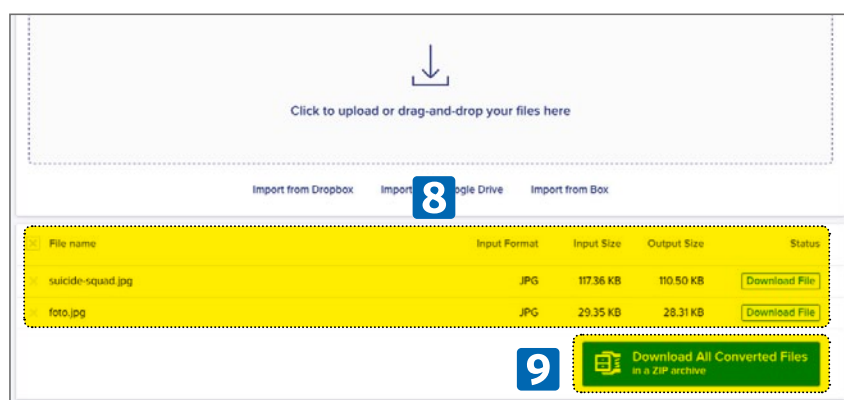 Click to upload or drag-and-drop your files here
Import from Dropbox Import ogle Drive Import from Box
8
File name Input Format Input Size Output Size Status
suicide-squad.jpg JPG 117.36 KB 110.50 KB Download File
foto.jpg JPG 29.35 KB 28.31 KB Download File
9
Download All Converted Files
in a ZIP archive